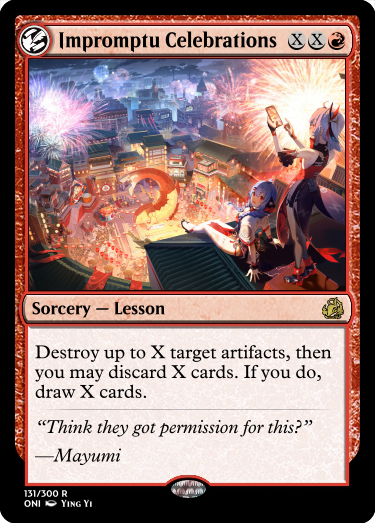 Impromptu Celebrations XXR
Sorcery — Lesson
Destroy up to X target artifacts, then
you may discard X cards. If you do,
draw X cards.
“Think they got permission for this?”
—Mayumi
131/300 R
ONI YING YI